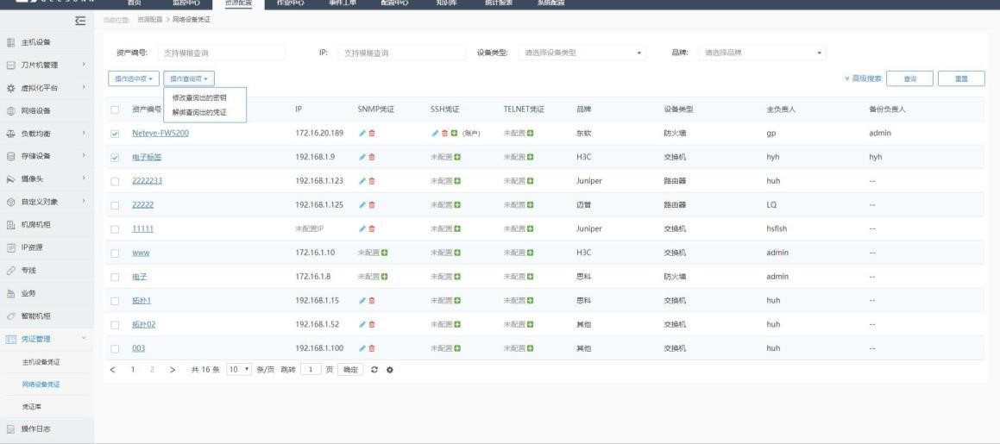 首页 监控中心 资源配置 作业中心 事件工单 配置中心 知识库 统计报表 系统配置
当前位置: 资源配置 > 网络设备凭证
主机设备
刀片机管理
虚拟化平台
网络设备
负载均衡
存储设备
摄像头
自定义对象
机房机柜
IP资源
专线
业务
智能机柜
凭证管理
主机设备凭证
网络设备凭证
凭证库
操作日志
资产编号: 支持模糊查询 IP: 支持模糊查询 设备类型: 请选择设备类型 品牌: 请选择品牌
操作选中项 操作查询项 高级搜索 查询 重置
修改查询出的密钥
解绑查询出的凭证
资产编号 IP SNMP凭证 SSH凭证 TELNET凭证 品牌 设备类型 主负责人 备份负责人
Neteye-FW5200 172.16.20.189 (账户) 未配置 东软 防火墙 gp admin
电子标签 192.168.1.9 未配置 未配置 H3C 交换机 hyh hyh
2222233 192.168.1.123 未配置 未配置 Juniper 路由器 huh --
22222 192.168.1.125 未配置 未配置 迈普 路由器 LQ --
11111 未配置IP 未配置 未配置 Juniper 交换机 hsfish --
www 172.16.1.10 未配置 未配置 未配置 H3C 交换机 admin --
电子 172.16.1.8 未配置 未配置 未配置 思科 防火墙 admin --
拓扑1 192.168.1.15 未配置 未配置 思科 交换机 huh --
拓扑02 192.168.1.52 未配置 未配置 其他 交换机 huh --
003 192.168.1.100 未配置 未配置 其他 交换机 huh --
< 1 2 > 共 16 条 10 条/页 跳转 1 页 确定